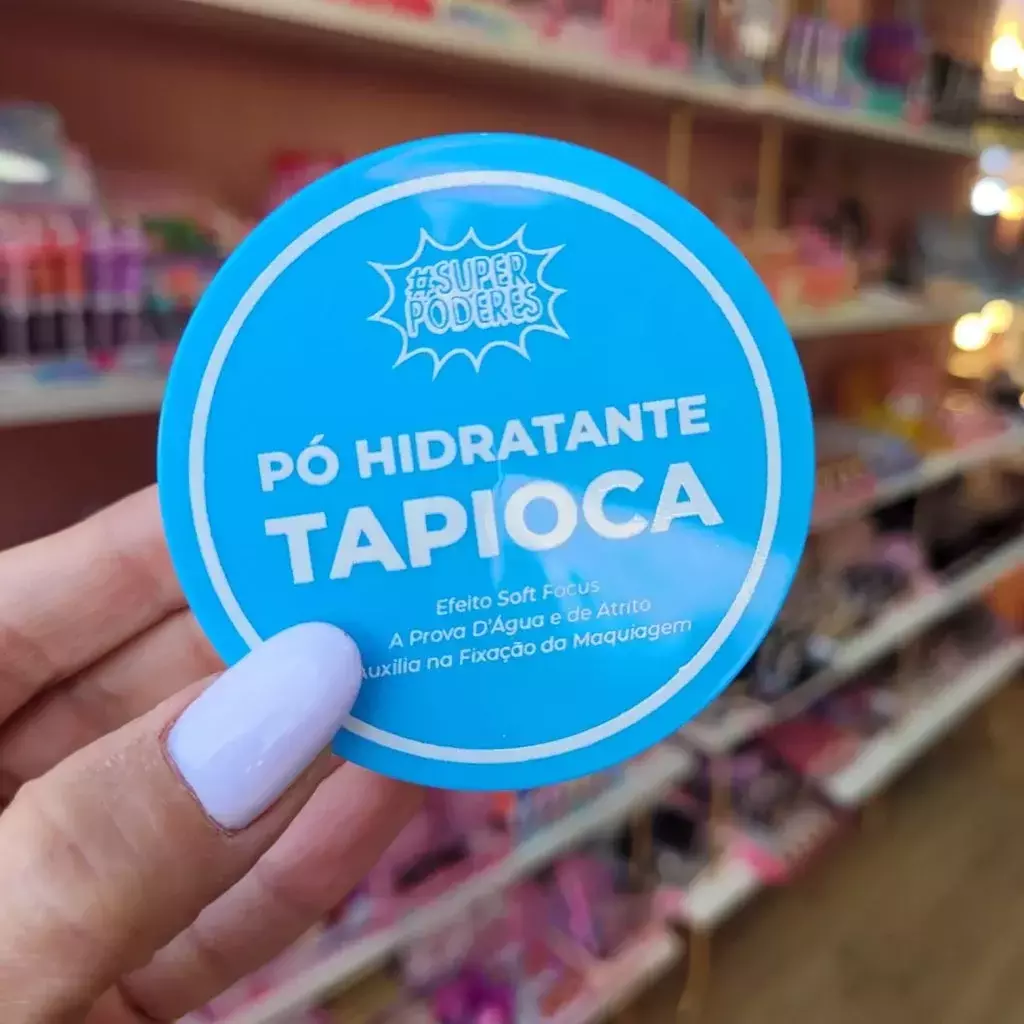 #SUPER
PODERES
PÓ HIDRATANTE
TAPIOCA
Efeito Soft Focus
A Prova D'Água e de Atrito
Auxilia na Fixação da Maquiagem